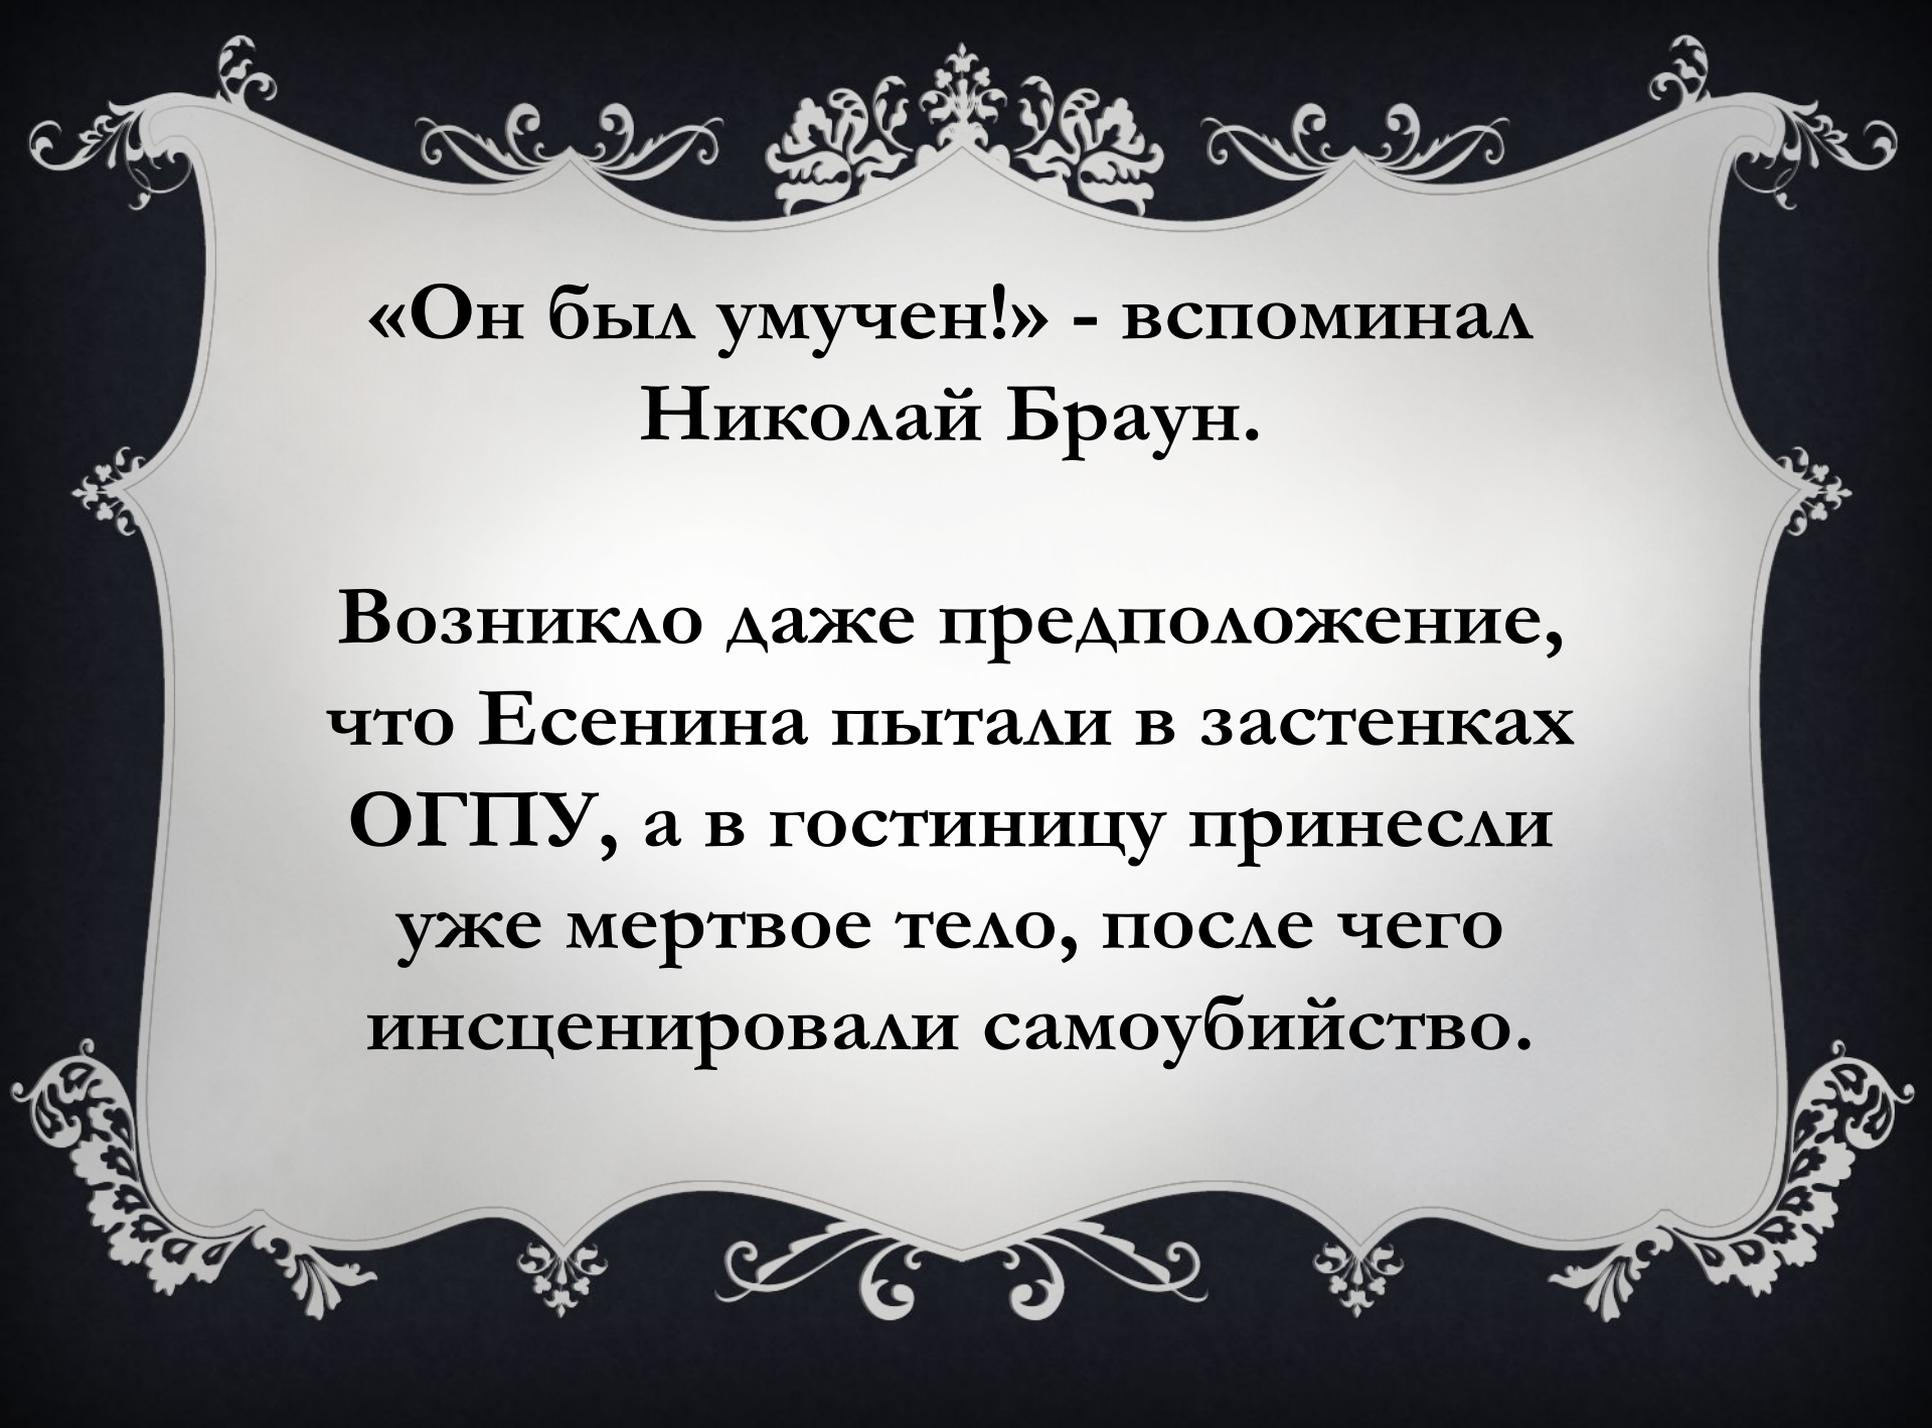 «Он был умучен!» - вспоминал
Николай Браун.
Возникло даже предположение,
что Есенина пытали в застенках
ОГПУ, а в гостиницу принесли
уже мертвое тело, после чего
инсценировали самоубийство.